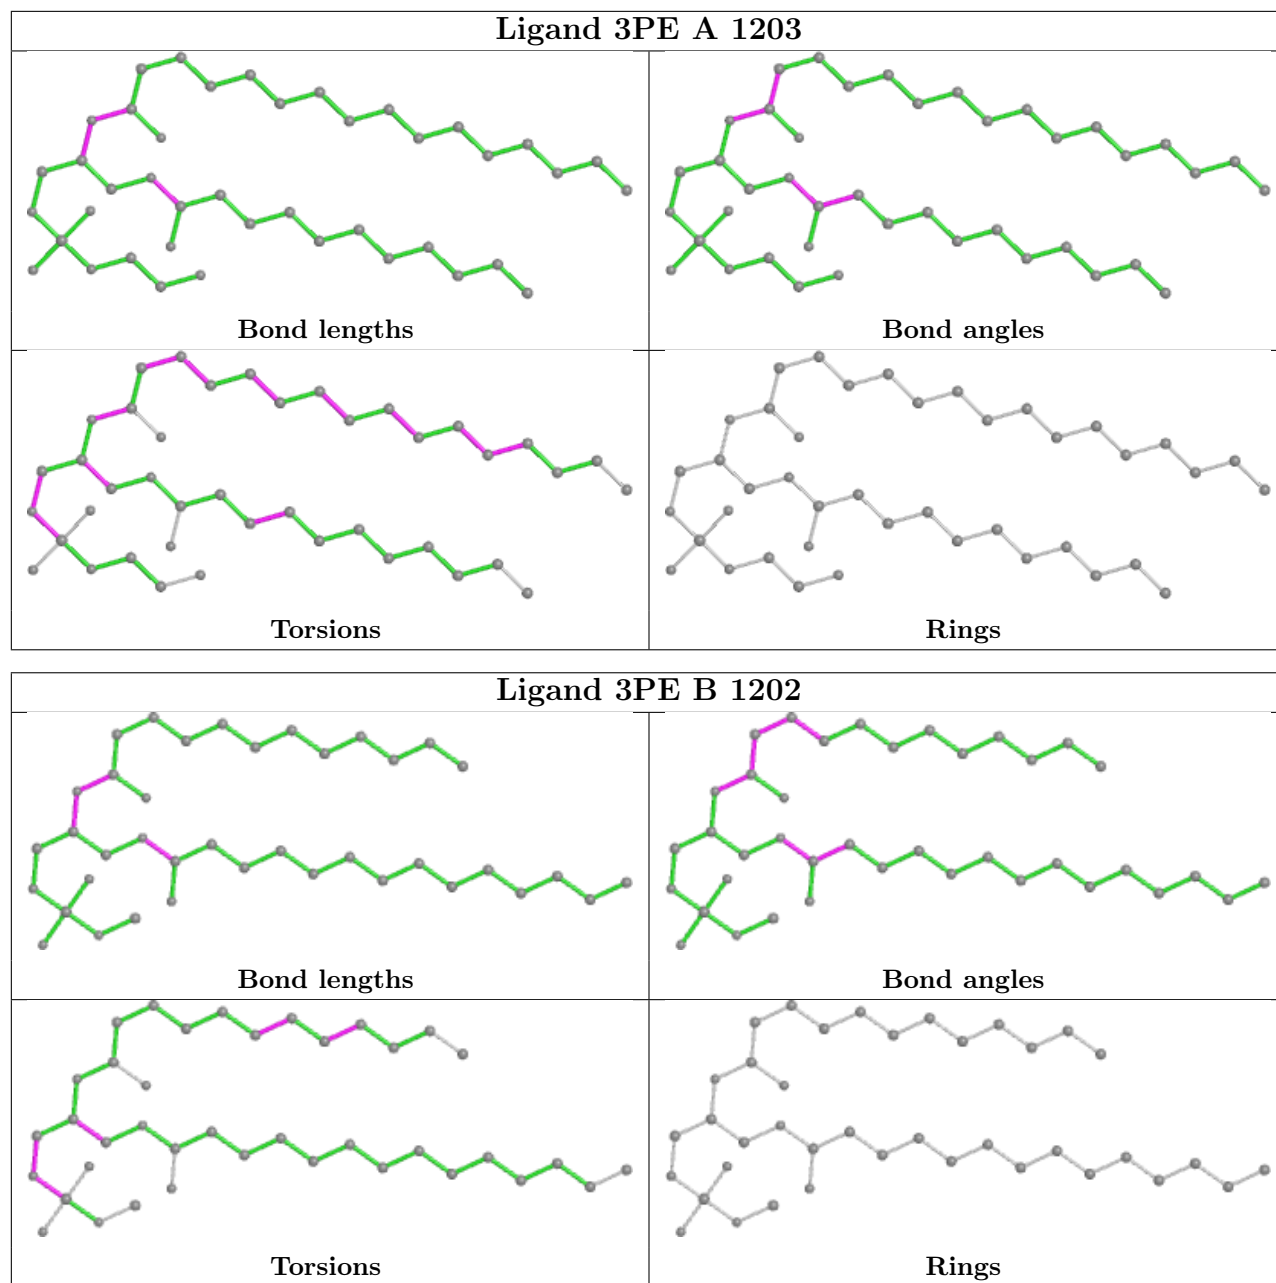 Ligand 3PE A 1203
Bond lengths
Bond angles
Torsions
Rings
Ligand 3PE B 1202
Bond lengths
Bond angles
Torsions
Rings